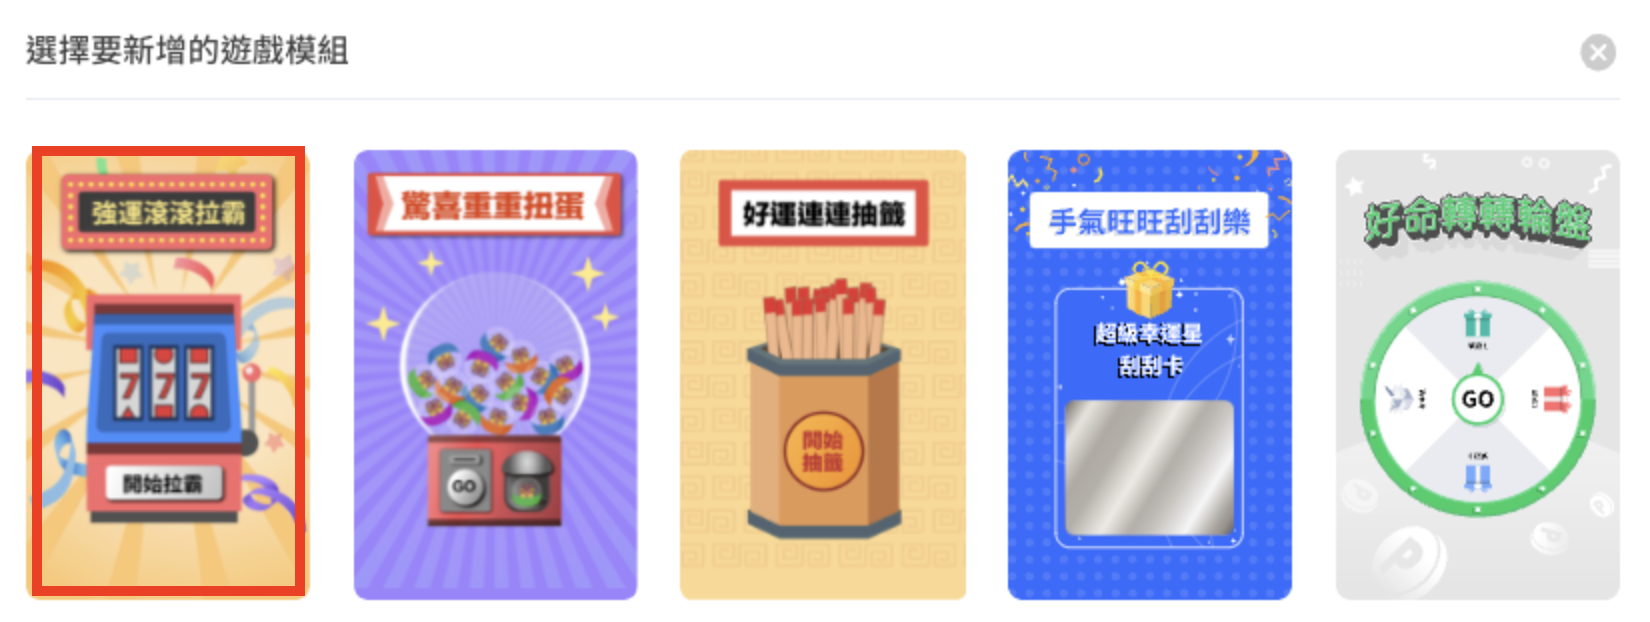 選擇要新增的遊戲模組
強運滾滾拉霸
777
開始拉霸
驚喜重重扭蛋
GO
好運連連抽籤
開始
抽籤
手氣旺旺刮刮樂
超級幸運星
刮刮卡
好命轉轉輪盤
GO
P
P
P
P